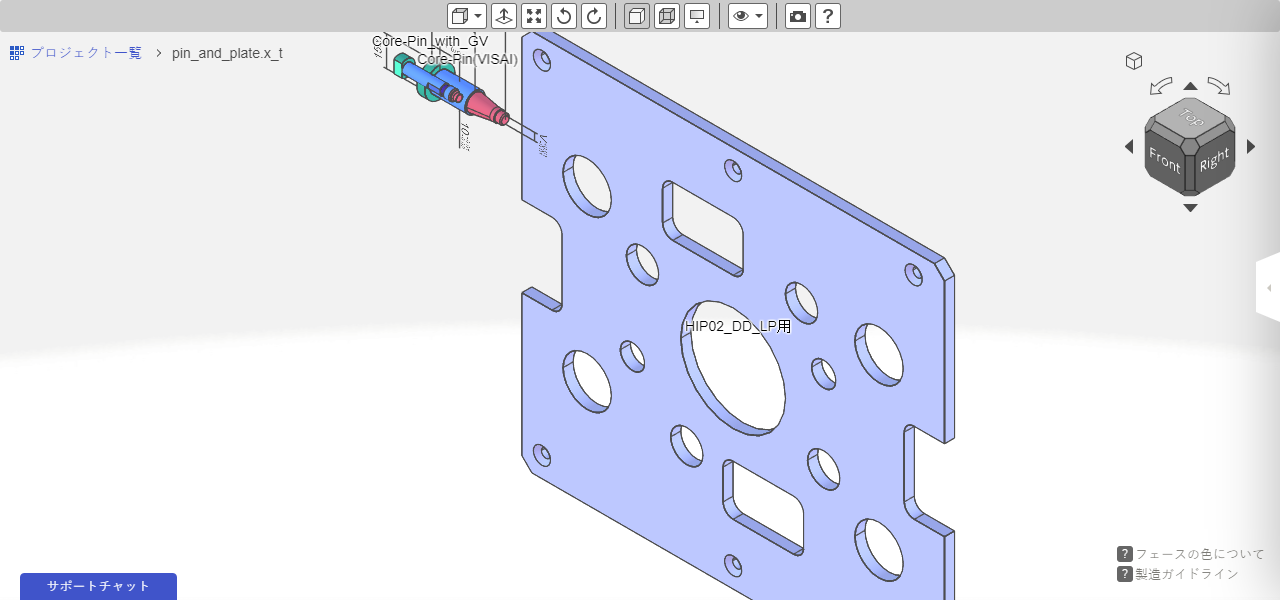 プロジェクト一覧 > pin_and_plate.x_t
Core-Pin_with_GV
Core-Pin(VISAI)
HIP02_DD_LP用
Top
Front
Right
? フェースの色について
? 製造ガイドライン
サポートチャット
?